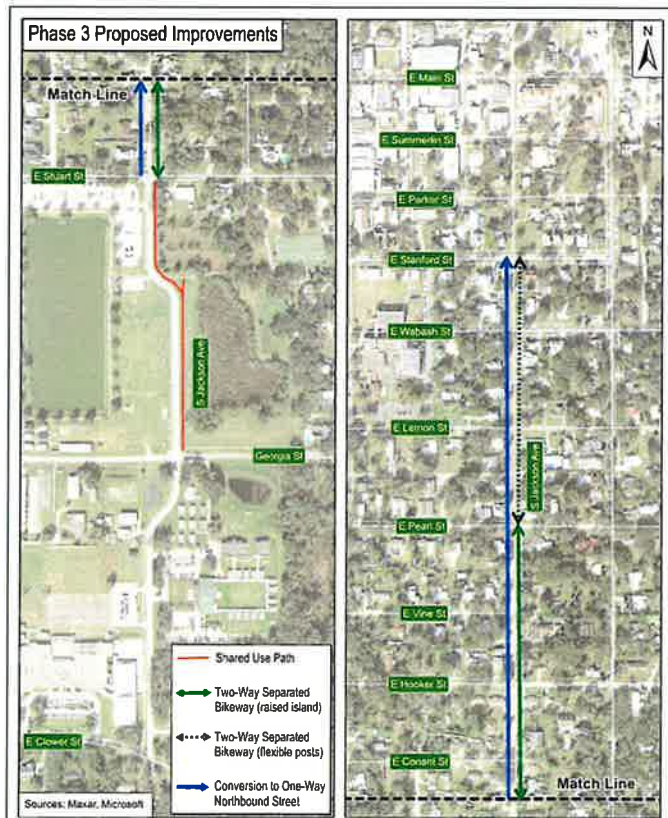 Phase 3 Proposed Improvements
Match Line
E Stuart St
S Jackson Ave
Georgia St
E Clower St
Shared Use Path
Two-Way Separated
Bikeway (raised island)
Two-Way Separated
Bikeway (flexible posts)
Conversion to One-Way
Northbound Street
Sources: Maxar, Microsoft
N
E Main St
E Summerlin St
E Parker St
E Stanford St
E Wabash St
E Lemon St
S Jackson Ave
E Pearl St
E Vine St
E Hooker St
E Conant St
Match Line